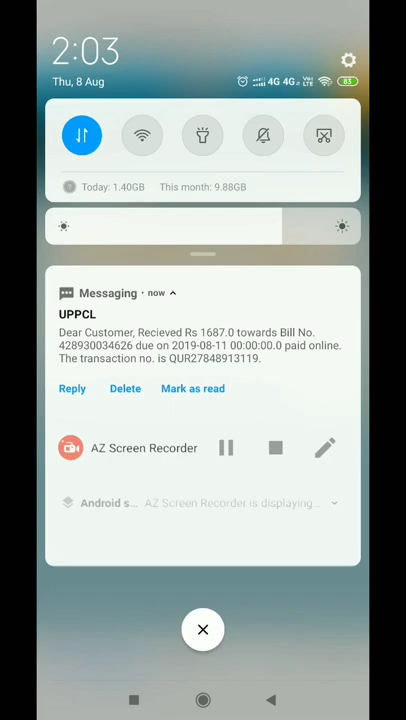 2:03
Thu, 8 Aug
4G 4G Vo LTE 83
Today: 1.40GB This month: 9.88GB
Messaging · now
UPPCL
Dear Customer, Recieved Rs 1687.0 towards Bill No.
428930034626 due on 2019-08-11 00:00:00.0 paid online.
The transaction no. is QUR27848913119.
Reply Delete Mark as read
AZ Screen Recorder
Android s... AZ Screen Recorder is displaying...